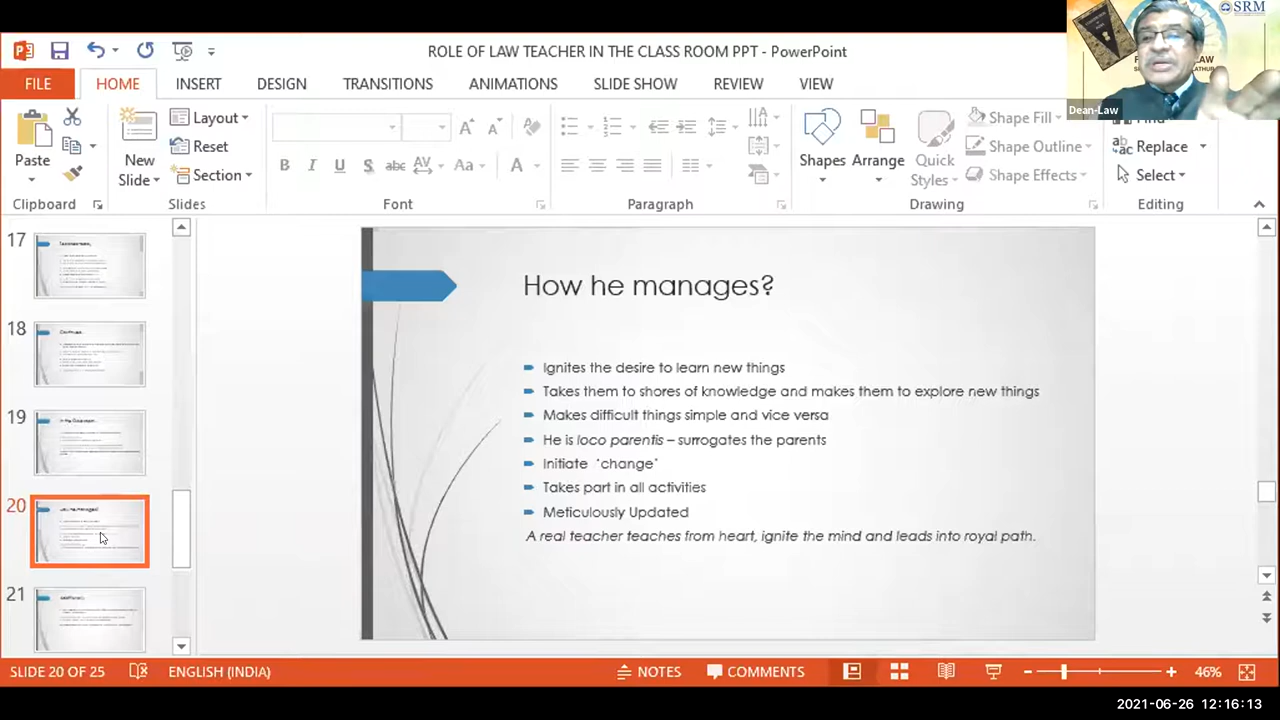 SRM
ROLE OF LAW TEACHER IN THE CLASS ROOM PPT - PowerPoint
Dean-Law
FILE HOME INSERT DESIGN TRANSITIONS ANIMATIONS SLIDE SHOW REVIEW VIEW
Paste
New Slide
Layout
Reset
Section
Shapes
Arrange
Quick Styles
Shape Fill
Shape Outline
Shape Effects
Find
Replace
Select
Clipboard Slides Font Paragraph Drawing Editing
17
18
19
20
21
How he manages?
Ignites the desire to learn new things
Takes them to shores of knowledge and makes them to explore new things
Makes difficult things simple and vice versa
He is loco parentis – surrogates the parents
Initiate 'change'
Takes part in all activities
Meticulously Updated
A real teacher teaches from heart, ignite the mind and leads into royal path.
SLIDE 20 OF 25 ENGLISH (INDIA) NOTES COMMENTS 46%
2021-06-26 12:16:13